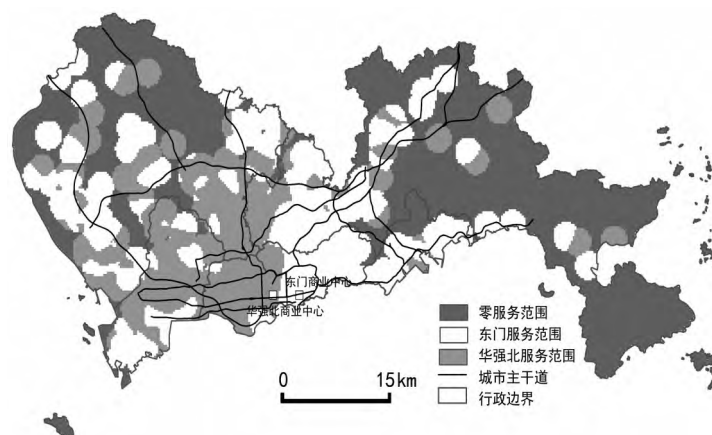 东门商业中心
华强北商业中心
零服务范围
东门服务范围
华强北服务范围
城市主干道
行政边界
0 15km